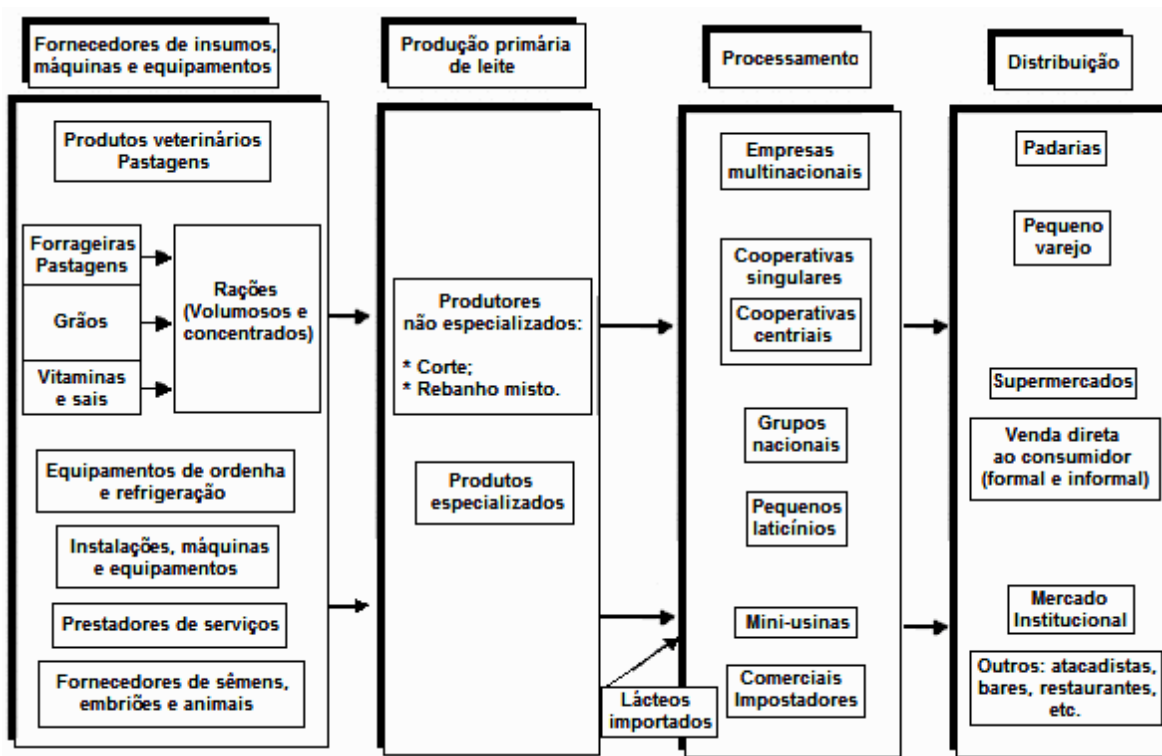 Fornecedores de insumos,
máquinas e equipamentos
Produtos veterinários
Pastagens
Forrageiras
Pastagens
Grãos
Vitaminas
e sais
Rações
(Volumosos e
concentrados)
Equipamentos de ordenha
e refrigeração
Instalações, máquinas
e equipamentos
Prestadores de serviços
Fornecedores de sêmens,
embriões e animais
Produção primária
de leite
Produtores
não especializados:
* Corte;
* Rebanho misto.
Produtos
especializados
Lácteos
importados
Processamento
Empresas
multinacionais
Cooperativas
singulares
Cooperativas
centriais
Grupos
nacionais
Pequenos
laticínios
Mini-usinas
Comerciais
Impostadores
Distribuição
Padarias
Pequeno
varejo
Supermercados
Venda direta
ao consumidor
(formal e informal)
Mercado
Institucional
Outros: atacadistas,
bares, restaurantes,
etc.